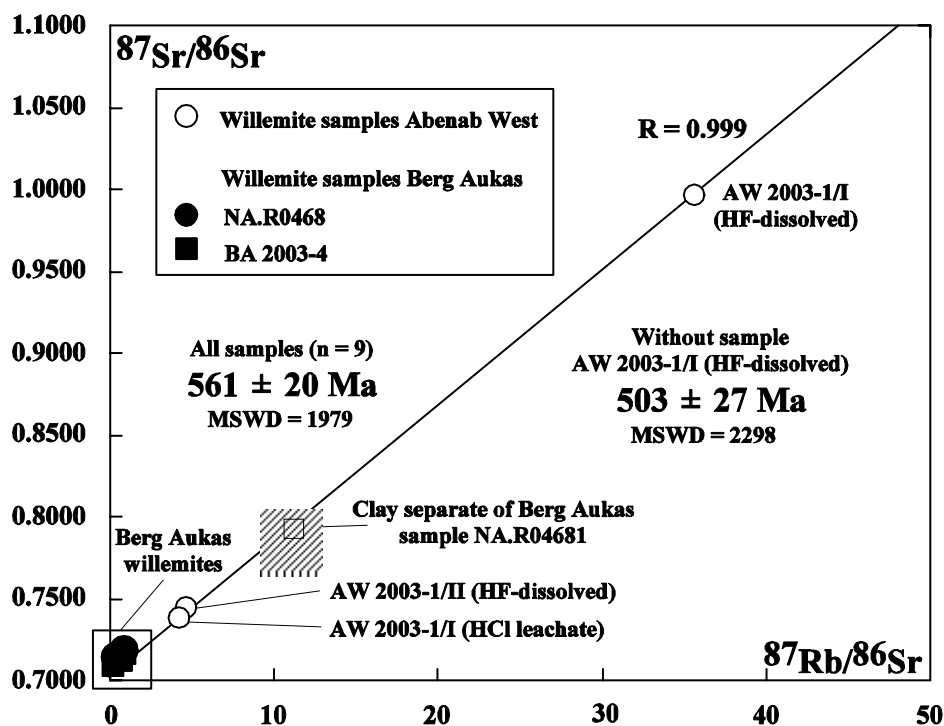 1.1000
87Sr/86Sr
1.0500
Willemite samples Abenab West
R = 0.999
Willemite samples Berg Aukas
1.0000
AW 2003-1/I
NA.R0468
(HF-dissolved)
BA 2003-4
0.9500
0.9000
All samples (n = 9)
561 ± 20 Ma
MSWD = 1979
Without sample
AW 2003-1/I (HF-dissolved)
503 ± 27 Ma
MSWD = 2298
0.8500
0.8000
Clay separate of Berg Aukas
sample NA.R04681
Berg Aukas
willemites
0.7500
AW 2003-1/II (HF-dissolved)
AW 2003-1/I (HCl leachate)
87Rb/86Sr
0.7000
0 10 20 30 40 50